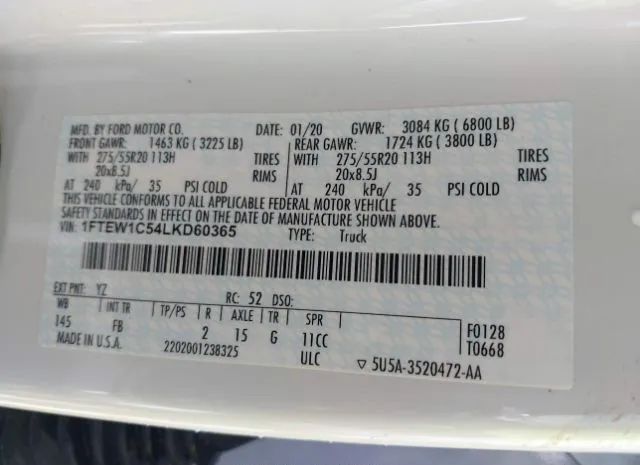 MFD. BY FORD MOTOR CO. DATE: 01/20 GVWR: 3084 KG ( 6800 LB)
FRONT GAWR: 1463 KG ( 3225 LB) REAR GAWR: 1724 KG ( 3800 LB)
WITH 275/55R20 113H TIRES WITH 275/55R20 113H TIRES
20x8.5J RIMS 20x8.5J RIMS
AT 240 kPa/ 35 PSI COLD AT 240 kPa/ 35 PSI COLD
THIS VEHICLE CONFORMS TO ALL APPLICABLE FEDERAL MOTOR VEHICLE
SAFETY STANDARDS IN EFFECT ON THE DATE OF MANUFACTURE SHOWN ABOVE.
VIN: 1FTEW1C54LKD60365 TYPE: Truck
EXT PNT: YZ RC: 52 DSO:
WB INT TR TP/PS R AXLE TR SPR
145 FB 2 15 G 11CC F0128
MADE IN U.S.A. 2202001238325 ULC T0668
▽ 5U5A-3520472-AA